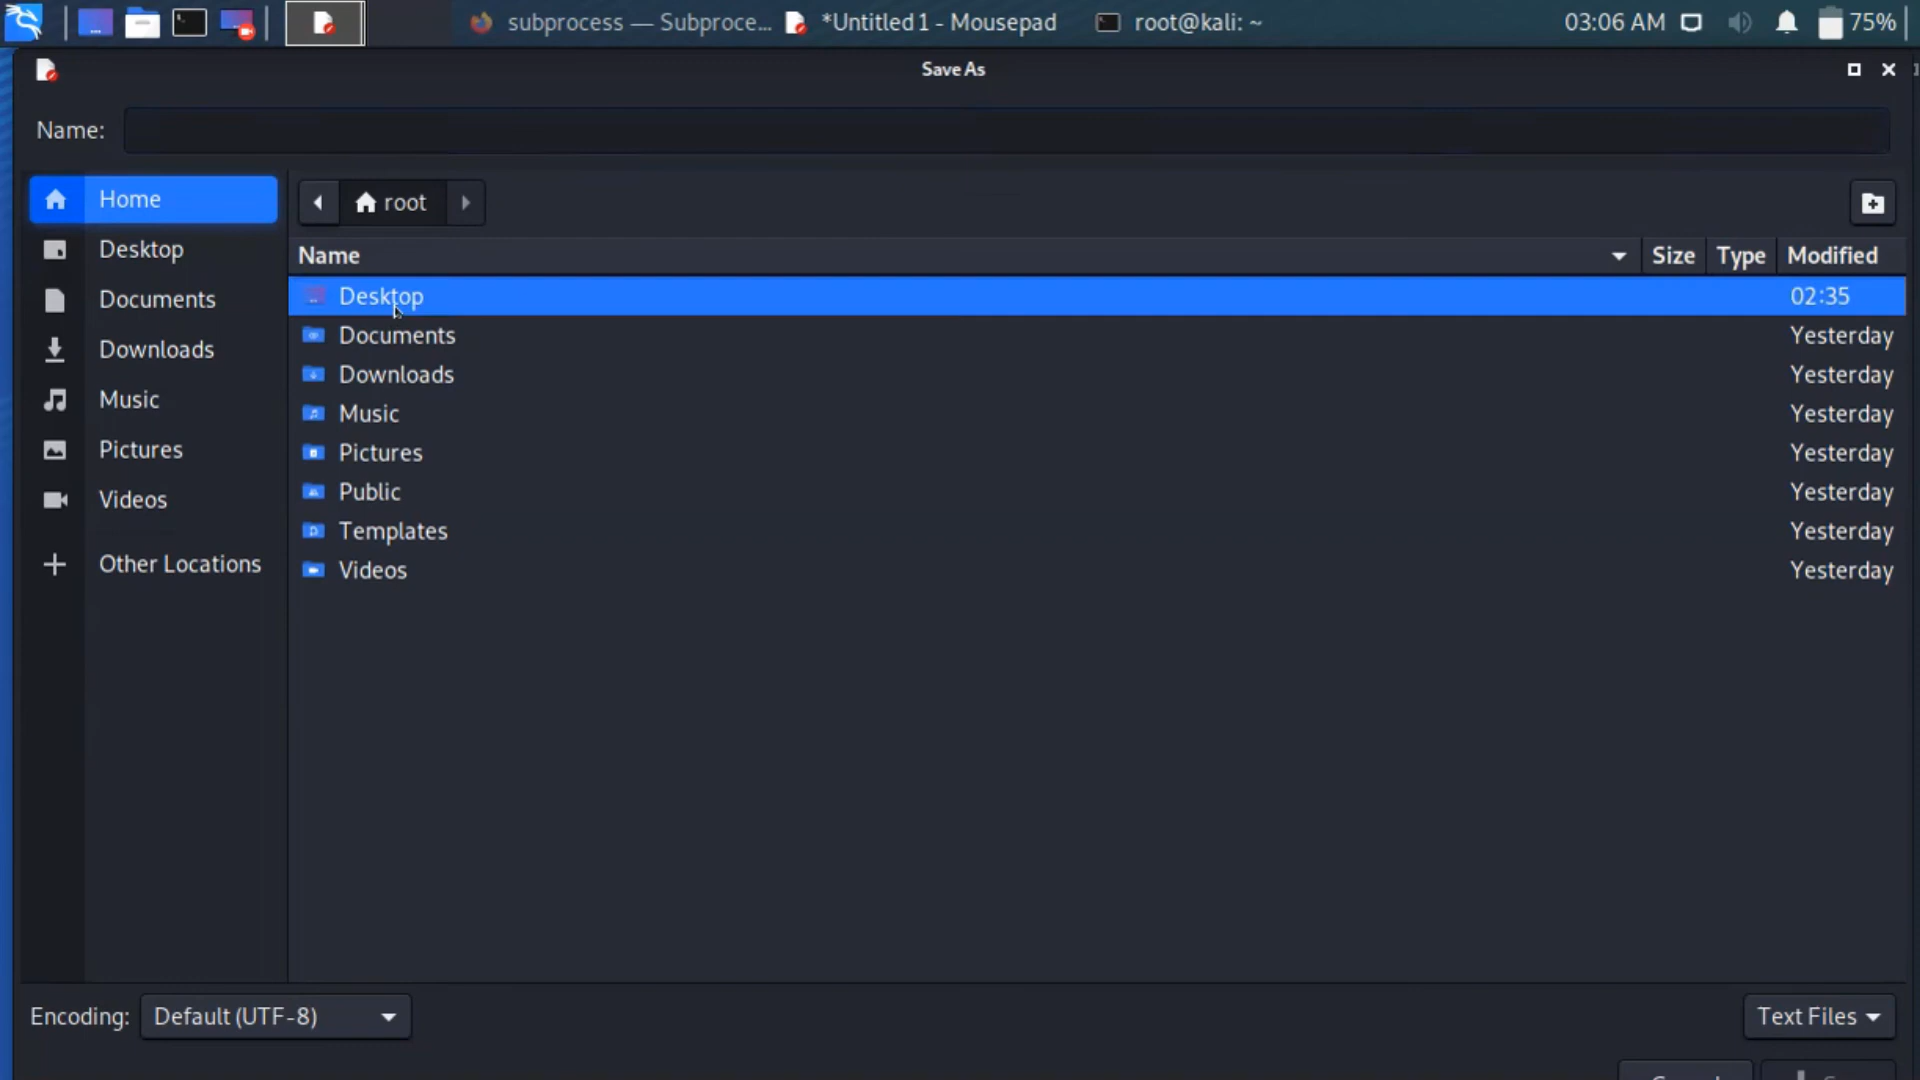 subprocess — Subproce... *Untitled 1 - Mousepad root@kali: ~ 03:06 AM 75%
Save As
Name:
Home
Desktop
Documents
Downloads
Music
Pictures
Videos
Other Locations
root
Name Size Type Modified
Desktop 02:35
Documents Yesterday
Downloads Yesterday
Music Yesterday
Pictures Yesterday
Public Yesterday
Templates Yesterday
Videos Yesterday
Encoding: Default (UTF-8) Text Files